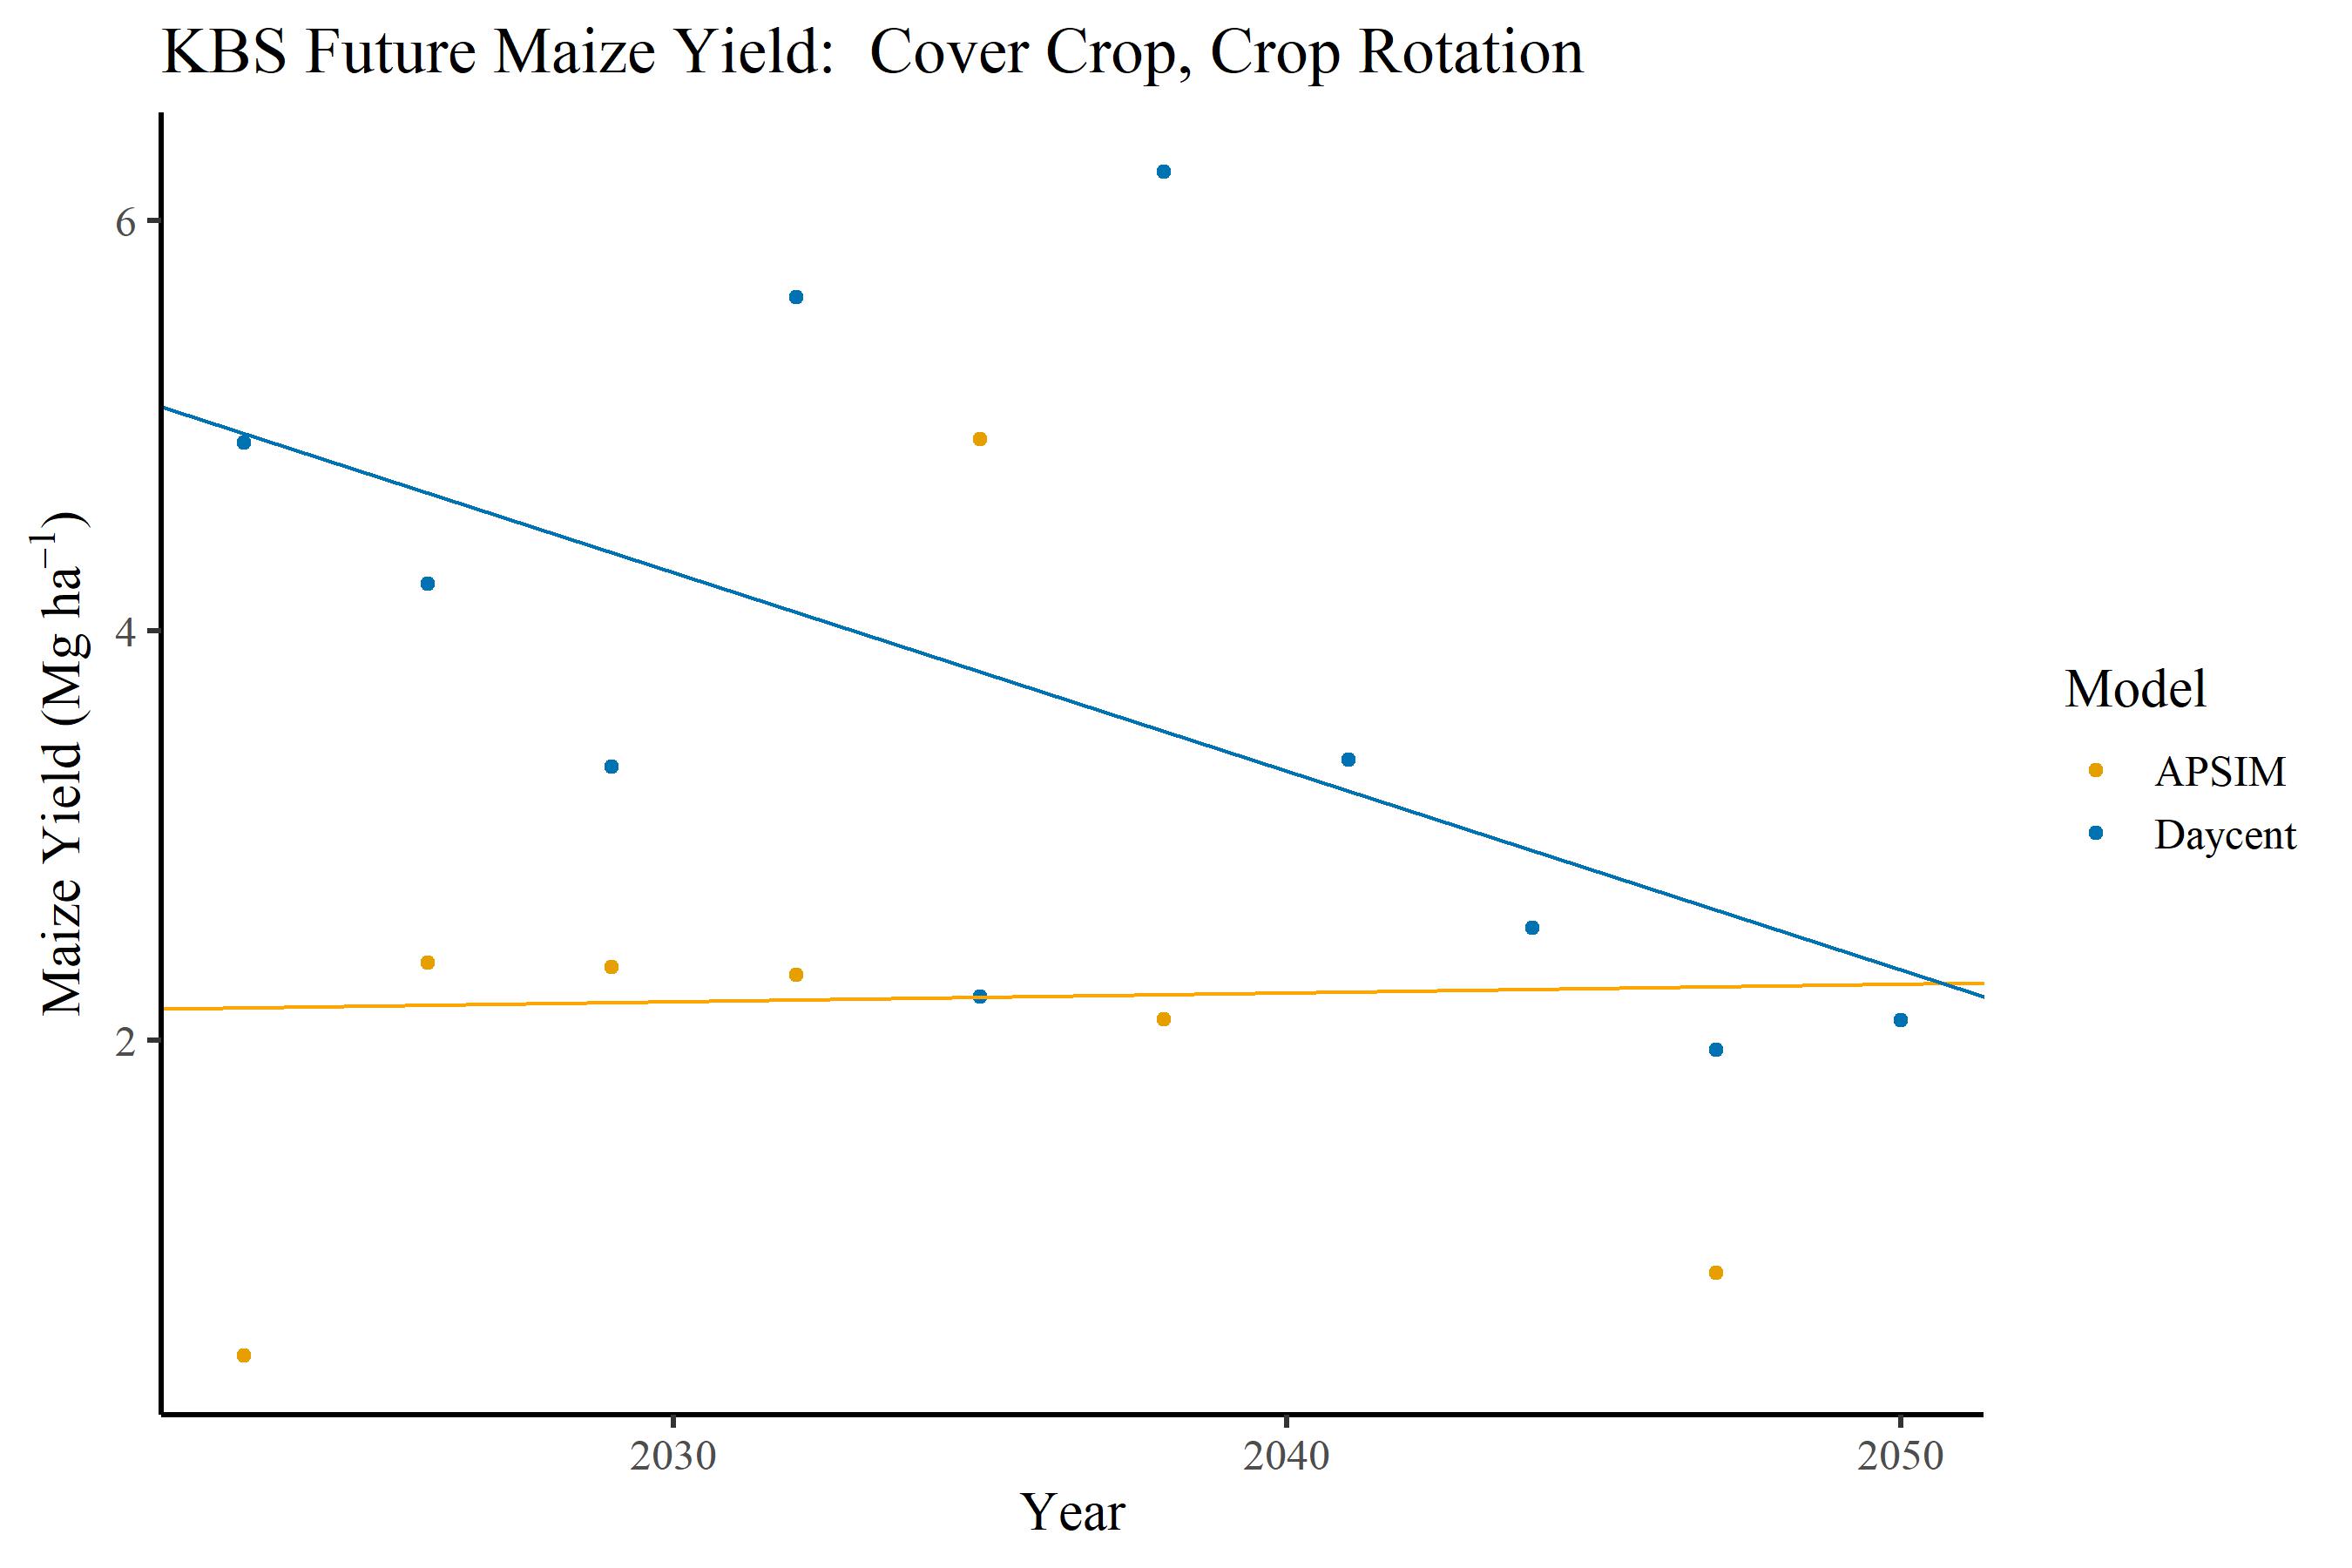 KBS Future Maize Yield:  Cover Crop, Crop Rotation
Maize Yield (Mg ha⁻¹)
6
4
2
2030
2040
2050
Year
Model
APSIM
Daycent